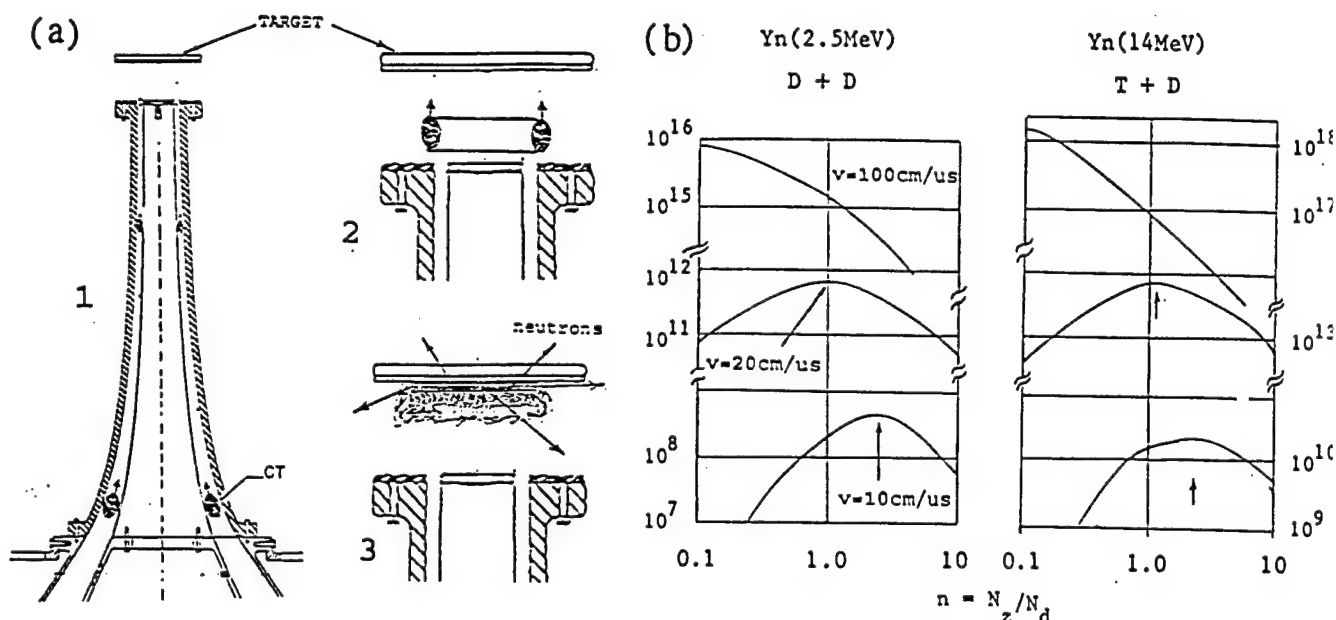 (a)
TARGET
1
CT
2
neutrons
3
(b)
Yn(2.5MeV)
D + D
10^16
10^15
10^12
10^11
10^8
10^7
v=100cm/us
v=20cm/us
v=10cm/us
0.1 1.0 10
Yn(14MeV)
T + D
10^18
10^17
10^13
10^10
10^9
0.1 1.0 10
n = N_z/N_d